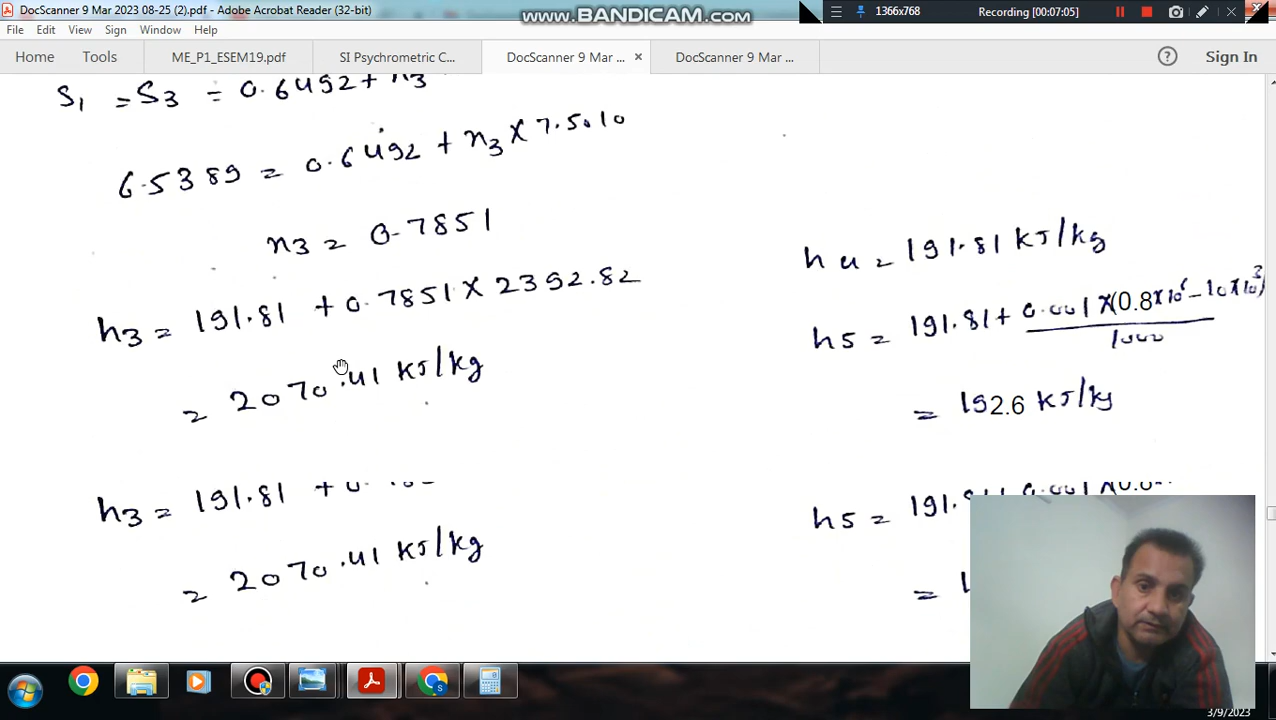 DocScanner 9 Mar 2023 08-25 (2).pdf - Adobe Acrobat Reader (32-bit)
www.BANDICAM.com
1366x768
Recording [00:07:05]
File Edit View Sign Window Help
Home Tools ME_P1_ESEM19.pdf SI Psychrometric C... DocScanner 9 Mar ... × DocScanner 9 Mar ... Sign In
S1 = S3 = 0.6492 + x3
6.5389 = 0.6492 + x3 × 7.5010
x3 = 0.7851
h3 = 191.81 + 0.7851 × 2392.82
= 2070.41 kJ/kg
h3 = 191.81 +
= 2070.41 kJ/kg
h4 = 191.81 kJ/kg
h5 = 191.81 + 0.001 × (0.8×10^6 - 10×10^3)
1000
= 192.6 kJ/kg
h5 =
=
3/9/2023